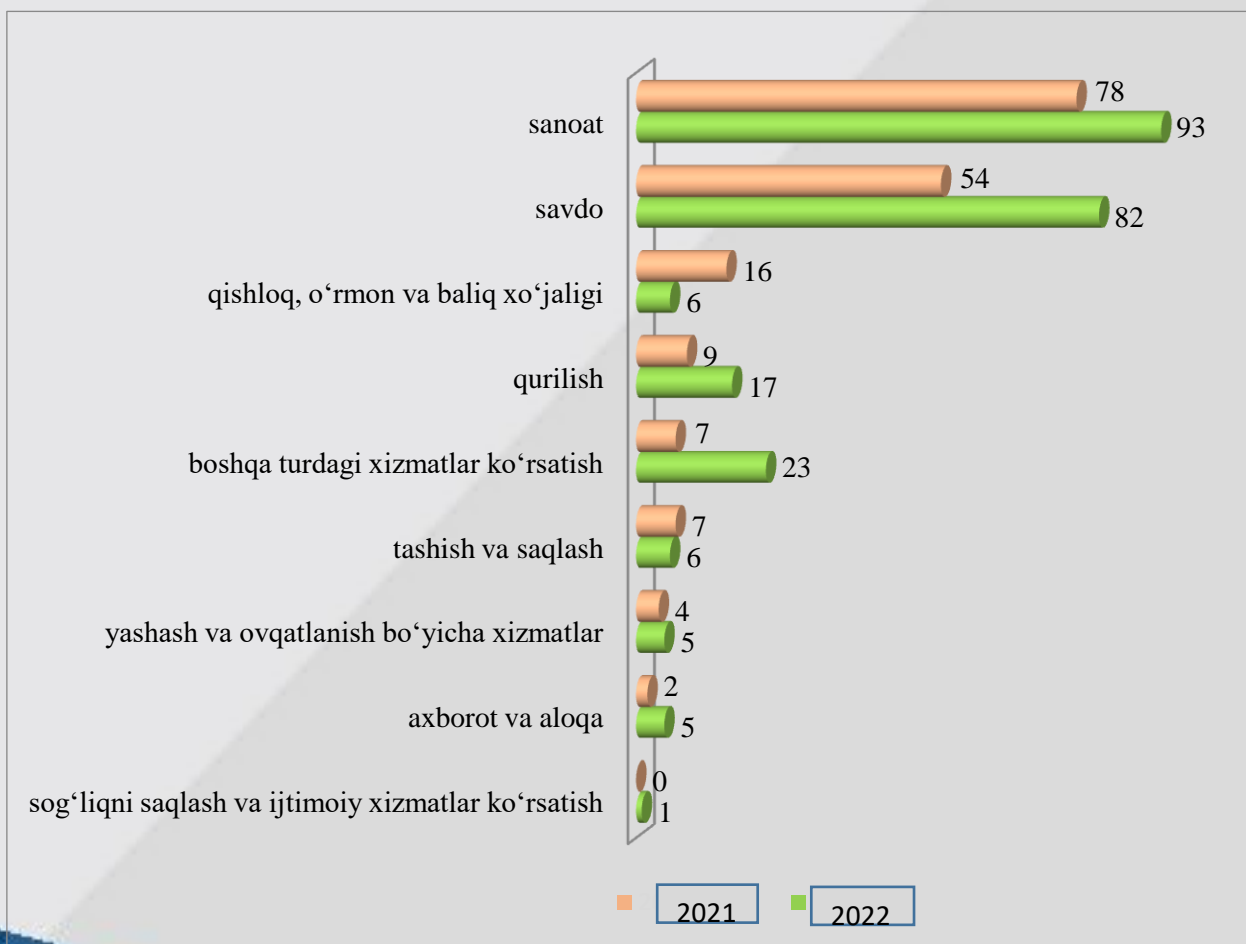 78
sanoat
93
54
savdo
82
16
qishloq, o‘rmon va baliq xo‘jaligi
6
9
qurilish
17
7
boshqa turdagi xizmatlar ko‘rsatish
23
7
tashish va saqlash
6
4
yashash va ovqatlanish bo‘yicha xizmatlar
5
2
axborot va aloqa
5
0
sog‘liqni saqlash va ijtimoiy xizmatlar ko‘rsatish
1
2021 2022